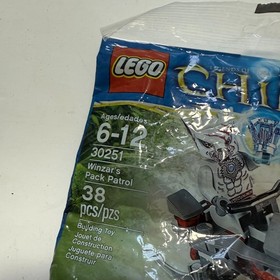 LEGO
CHI
Ages/edades
6-12
30251
Winzar's
Pack Patrol
38
pcs/pzs
Building Toy
Jouet de
Construction
Juguete para
Construir